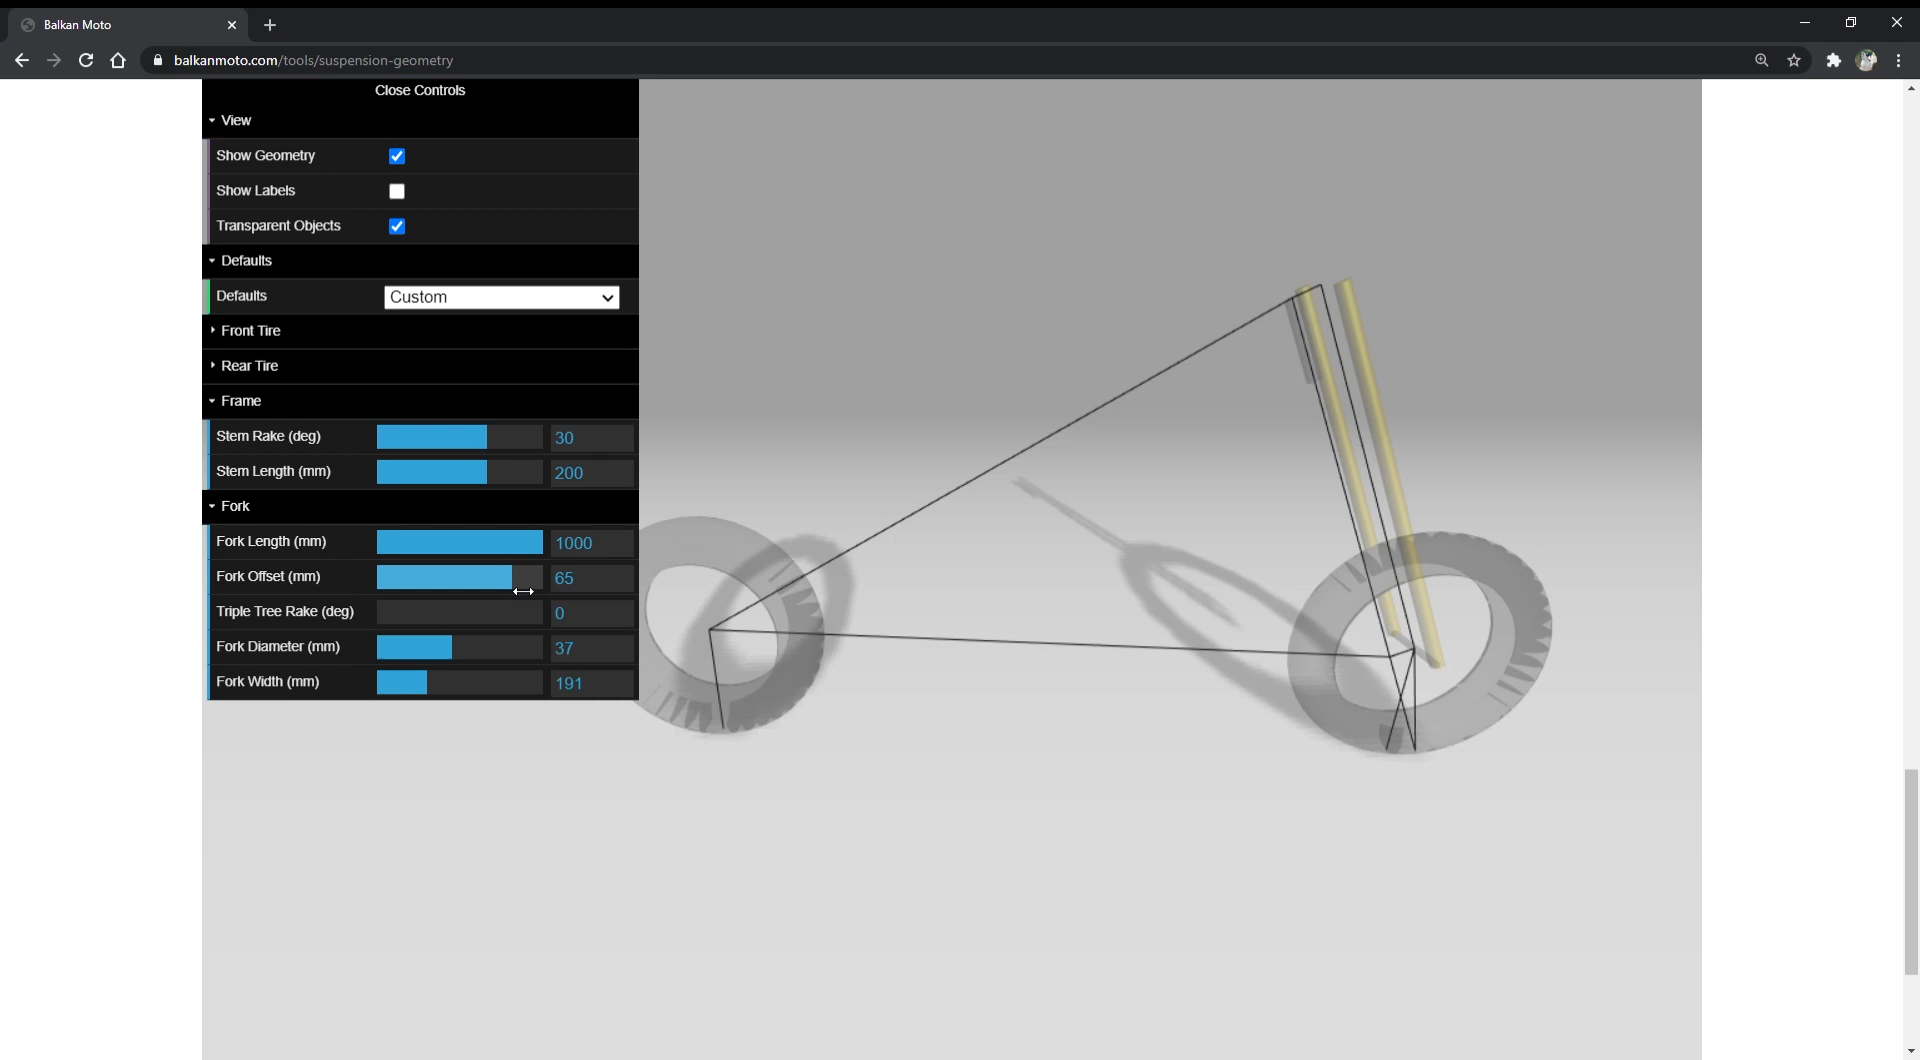 Balkan Moto
balkanmoto.com/tools/suspension-geometry
Close Controls
View
Show Geometry
Show Labels
Transparent Objects
Defaults
Defaults Custom
Front Tire
Rear Tire
Frame
Stem Rake (deg) 30
Stem Length (mm) 200
Fork
Fork Length (mm) 1000
Fork Offset (mm) 65
Triple Tree Rake (deg) 0
Fork Diameter (mm) 37
Fork Width (mm) 191